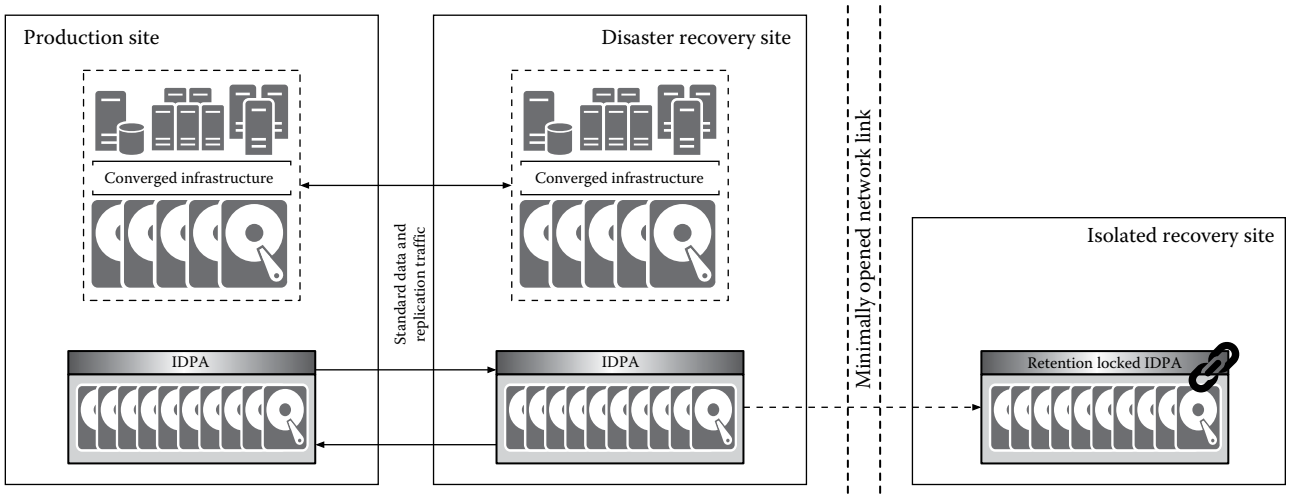 Production site
Disaster recovery site
Converged infrastructure
Converged infrastructure
Standard data and
replication traffic
Minimally opened network link
Isolated recovery site
IDPA
IDPA
Retention locked IDPA